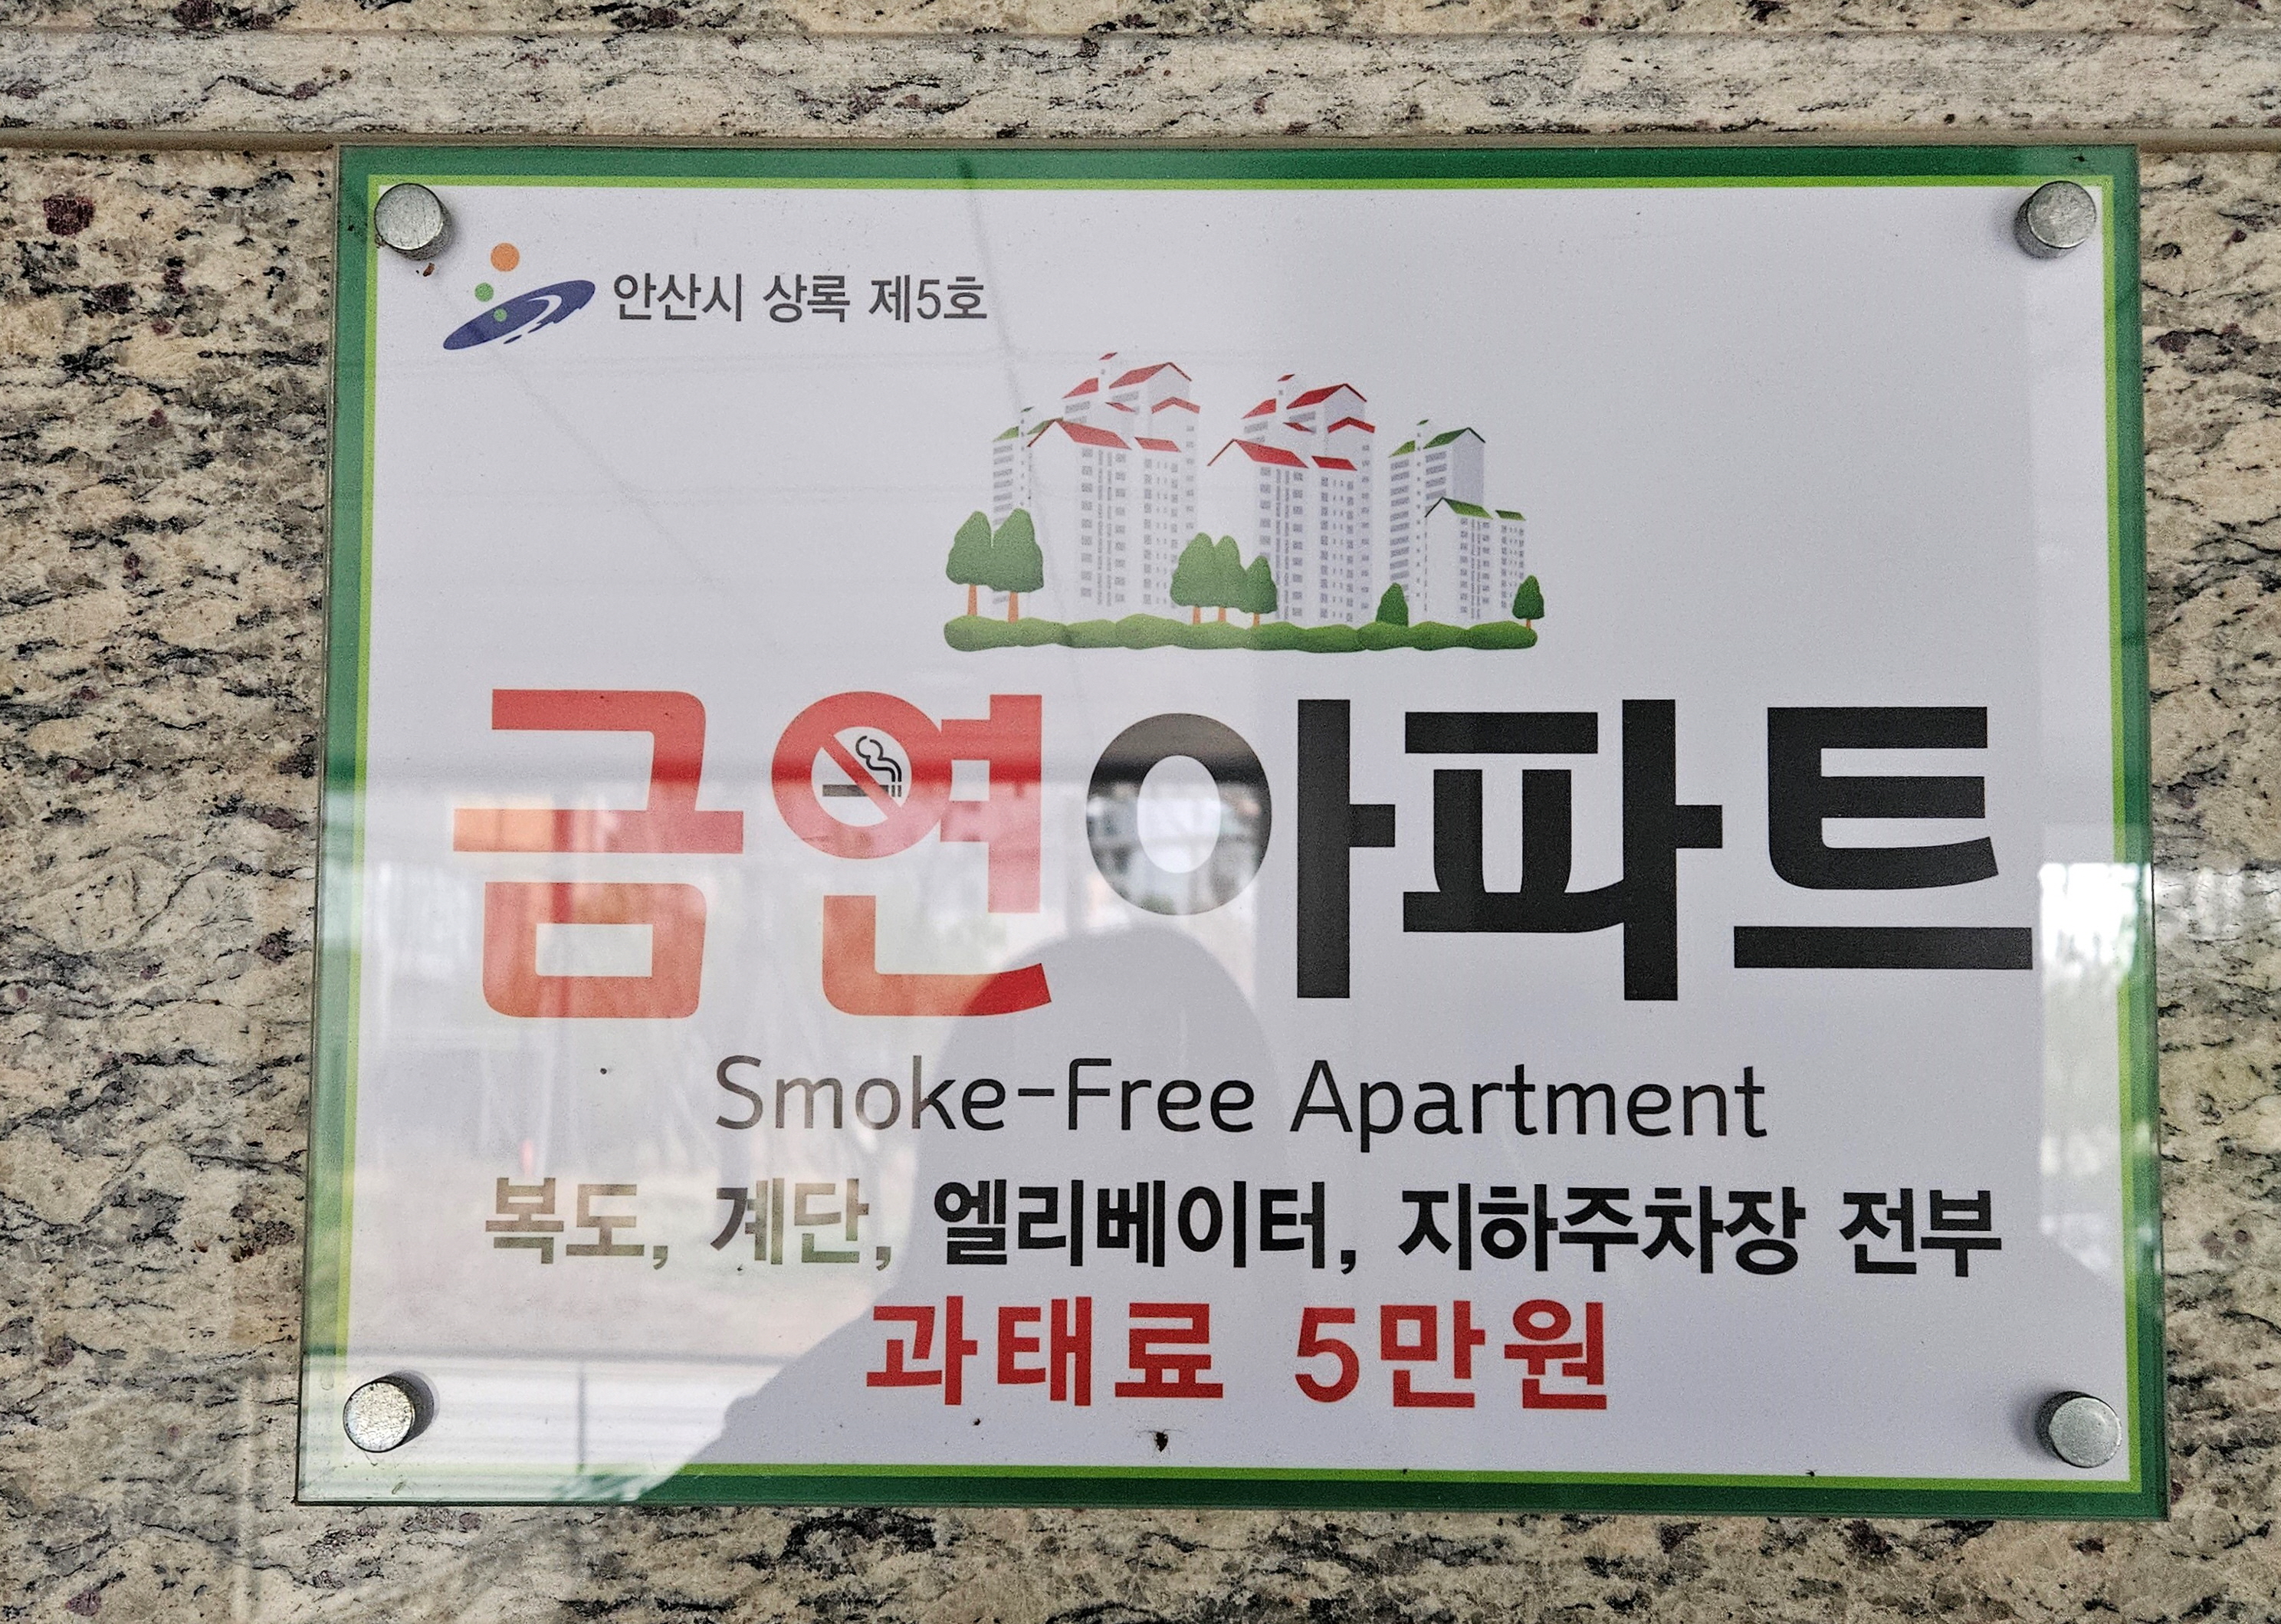 안산시 상록 제5호
금연아파트
Smoke-Free Apartment
복도, 계단, 엘리베이터, 지하주차장 전부
과태료 5만원